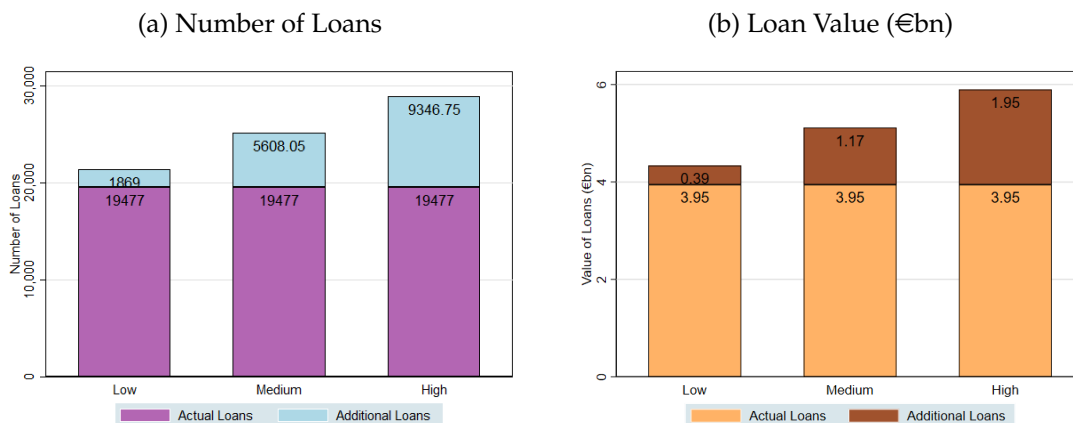 (a) Number of Loans
Number of Loans
30,000
20,000
10,000
0
9346.75
5608.05
1869
19477
19477
19477
Low
Medium
High
Actual Loans
Additional Loans
(b) Loan Value (€bn)
Value of Loans (€bn)
6
4
2
0
1.95
1.17
0.39
3.95
3.95
3.95
Low
Medium
High
Actual Loans
Additional Loans